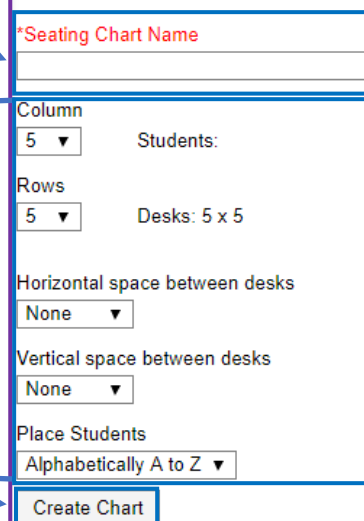 *Seating Chart Name
Column
5 ▼ Students:
Rows
5 ▼ Desks: 5 x 5
Horizontal space between desks
None ▼
Vertical space between desks
None ▼
Place Students
Alphabetically A to Z ▼
Create Chart